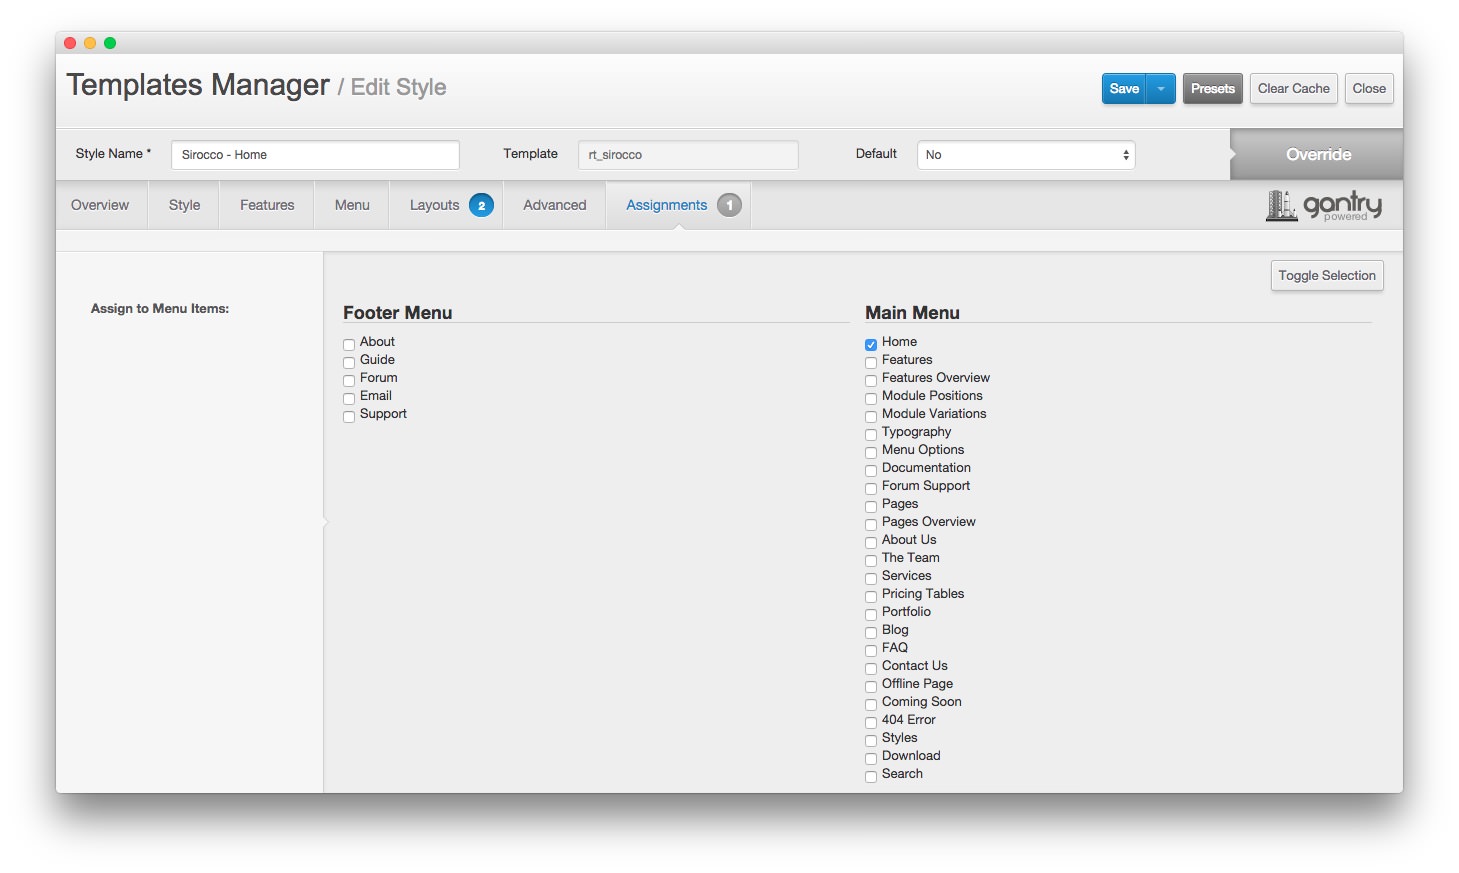 Templates Manager / Edit Style
Save Presets Clear Cache Close
Style Name * Sirocco - Home Template rt_sirocco Default No Override
Overview Style Features Menu Layouts 2 Advanced Assignments 1 gantry
powered
Toggle Selection
Assign to Menu Items:
Footer Menu
About
Guide
Forum
Email
Support
Main Menu
Home
Features
Features Overview
Module Positions
Module Variations
Typography
Menu Options
Documentation
Forum Support
Pages
Pages Overview
About Us
The Team
Services
Pricing Tables
Portfolio
Blog
FAQ
Contact Us
Offline Page
Coming Soon
404 Error
Styles
Download
Search